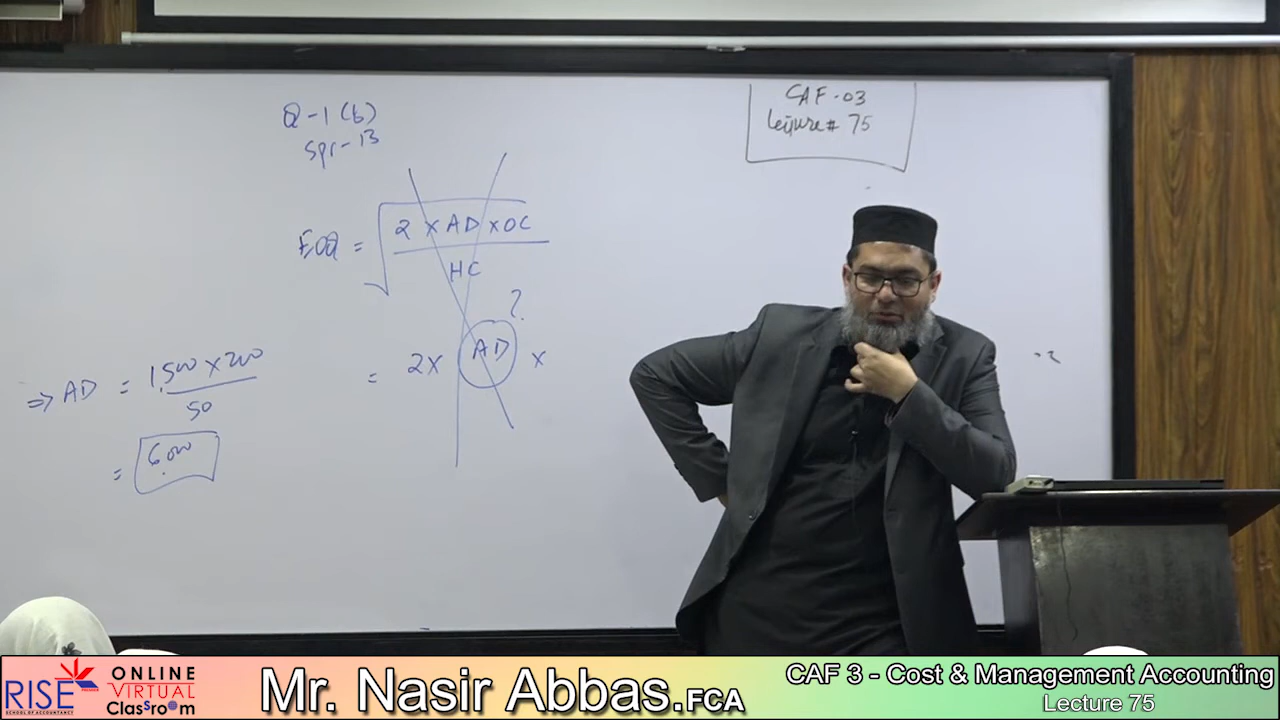 CAF-03
Lecture# 75
Q-1(b)
Spr-13
EOQ = √ 2 × AD × OC
HC
?
= 2× AD ×
⇒ AD = 1,500 × 200
50
= 6,000
RISE
SCHOOL OF ACCOUNTANCY
ONLINE
VIRTUAL
ClasSroom
Mr. Nasir Abbas.FCA
CAF 3 - Cost & Management Accounting
Lecture 75